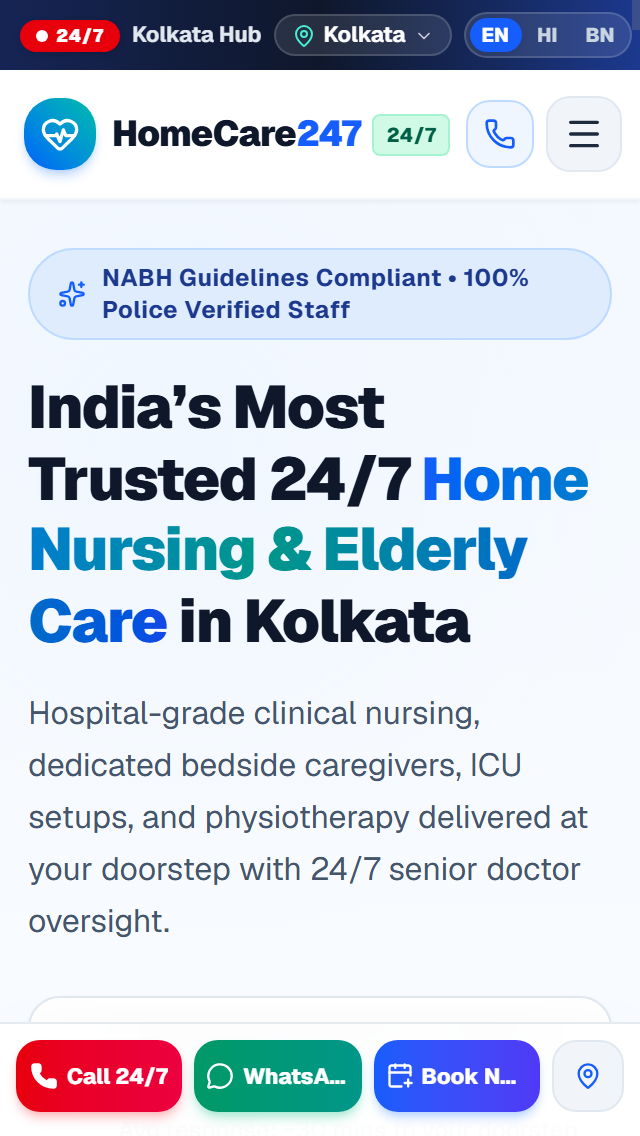 24/7 Kolkata Hub Kolkata EN HI BN
HomeCare247 24/7
NABH Guidelines Compliant • 100%
Police Verified Staff
India’s Most
Trusted 24/7 Home
Nursing & Elderly
Care in Kolkata
Hospital-grade clinical nursing,
dedicated bedside caregivers, ICU
setups, and physiotherapy delivered at
your doorstep with 24/7 senior doctor
oversight.
Call 24/7 WhatsA... Book N...